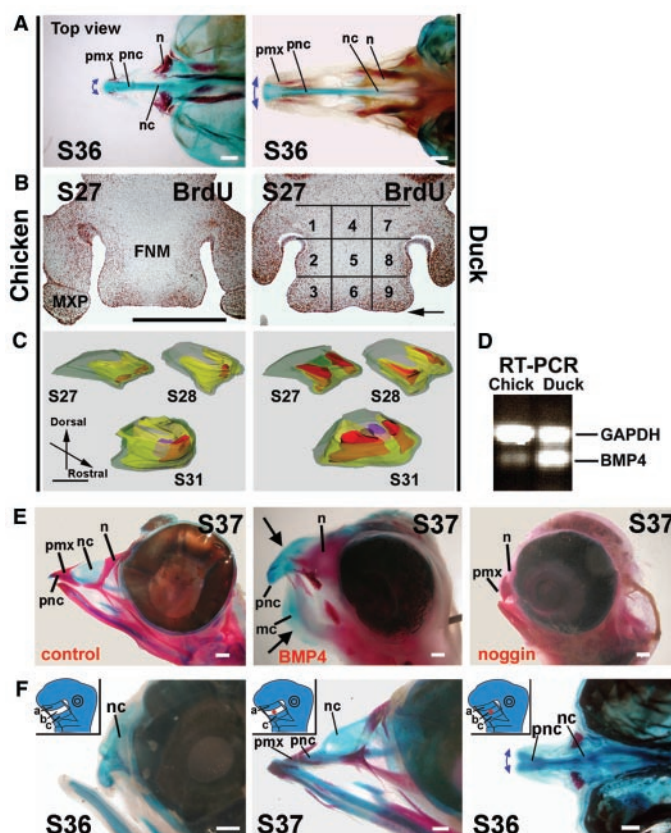 A
Top view
pmx
pnc
n
nc
S36
pmx
pnc
nc
n
S36
Chicken
Duck
B
S27
BrdU
FNM
MXP
S27
BrdU
1 4 7
2 5 8
3 6 9
C
S27
S28
Dorsal
Rostral
S31
S27
S28
S31
D
RT-PCR
Chick Duck
GAPDH
BMP4
E
S37
pmx
nc
n
pnc
control
S37
n
pnc
mc
BMP4
S37
n
pmx
noggin
F
a
b
c
nc
S36
a
b
c
nc
pmx
pnc
S37
a
b
c
nc
pnc
S36